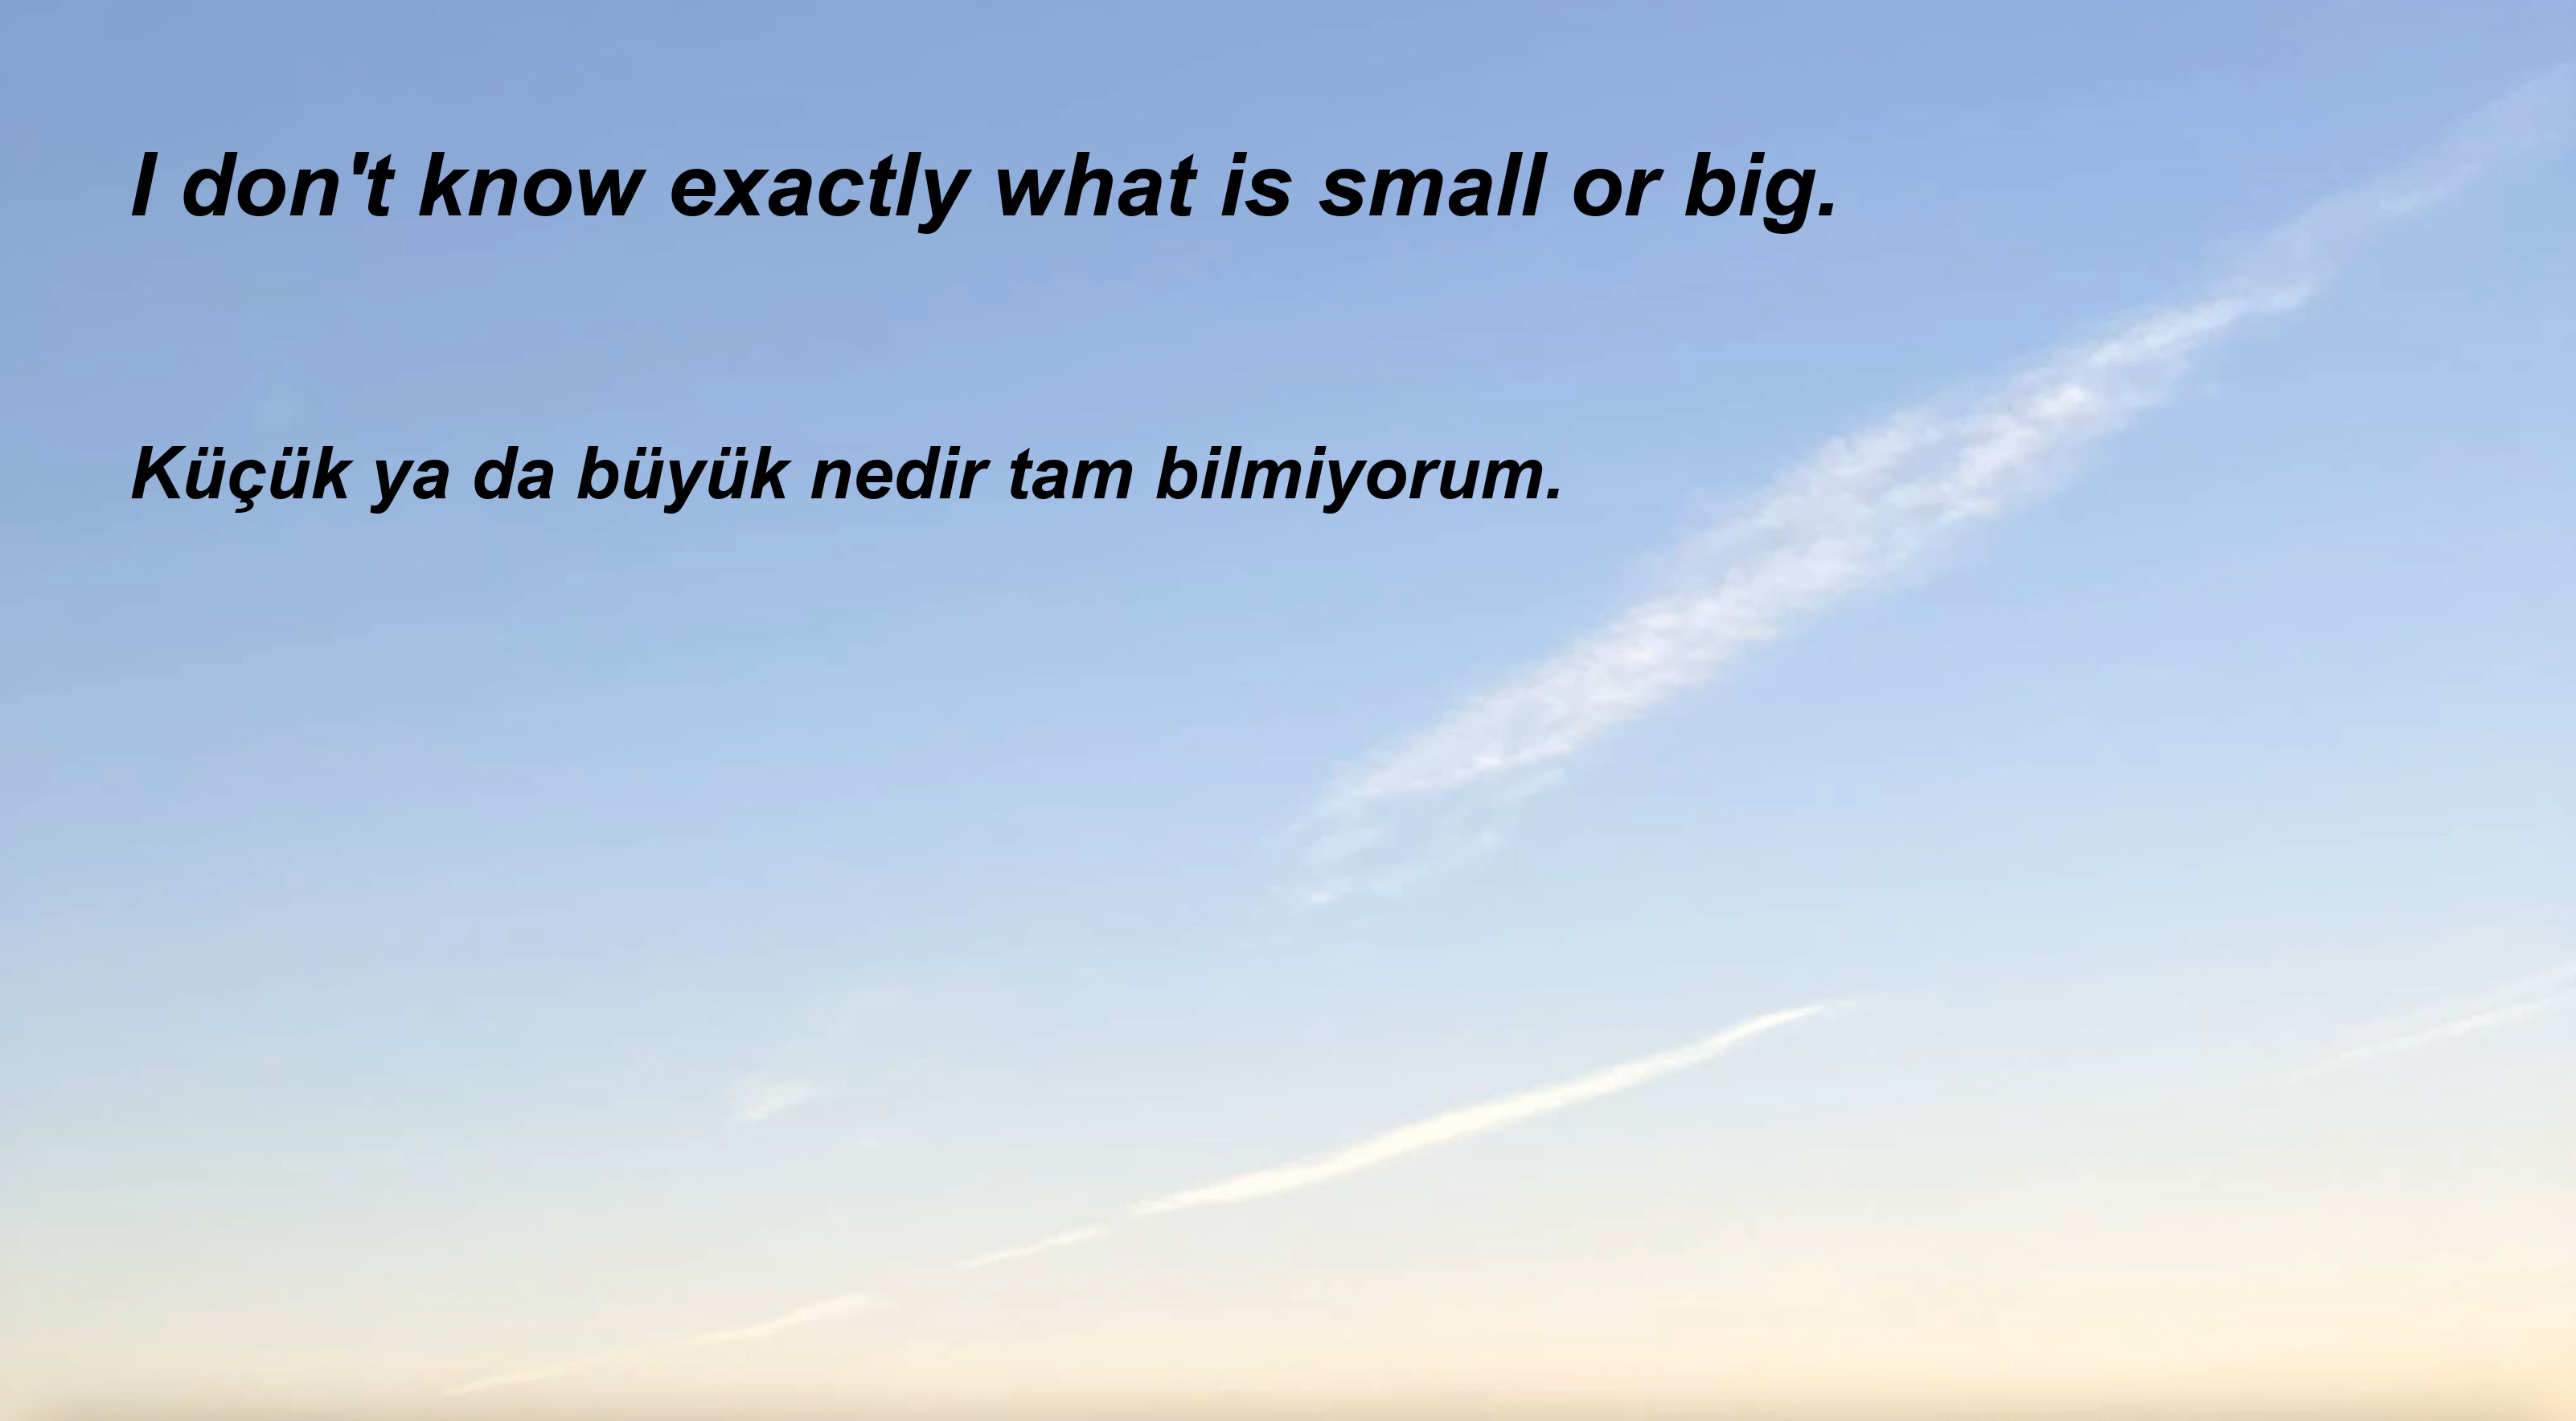 I don't know exactly what is small or big.
Küçük ya da büyük nedir tam bilmiyorum.